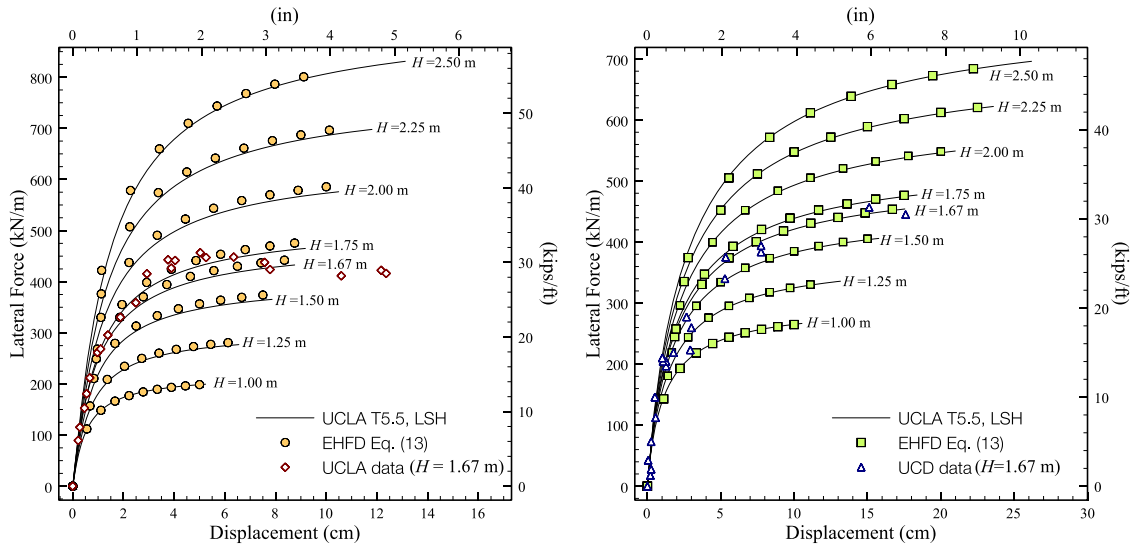 (in)
0 1 2 3 4 5 6
Lateral Force (kN/m)
800
700
600
500
400
300
200
100
0
H = 2.50 m
H = 2.25 m
H = 2.00 m
H = 1.75 m
H = 1.67 m
H = 1.50 m
H = 1.25 m
H = 1.00 m
UCLA T5.5, LSH
EHFD Eq. (13)
UCLA data (H = 1.67 m)
50
40
30
20
10
0
(kips/ft)
0 2 4 6 8 10 12 14 16
Displacement (cm)
(in)
0 2 4 6 8 10
Lateral Force (kN/m)
700
600
500
400
300
200
100
0
H = 2.50 m
H = 2.25 m
H = 2.00 m
H = 1.75 m
H = 1.67 m
H = 1.50 m
H = 1.25 m
H = 1.00 m
UCLA T5.5, LSH
EHFD Eq. (13)
UCD data (H=1.67 m)
40
30
20
10
0
(kips/ft)
0 5 10 15 20 25 30
Displacement (cm)